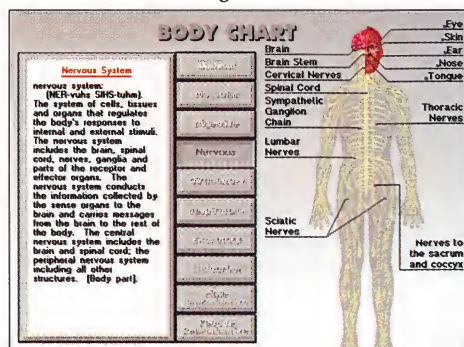 BODY CHART
Nervous System
nervous system:
(NER-vuhs SIHS-tuhm).
The system of cells, tissues
and organs that regulates
the body's responses to
internal and external stimuli.
The nervous system
includes the brain, spinal
cord, nerves, ganglia and
parts of the receptor and
effector organs. The
nervous system conducts
the information collected by
the sense organs to the
brain and carries messages
from the brain to the rest of
the body. The central
nervous system includes the
brain and spinal cord; the
peripheral nervous system
including all other
structures. [Body part].
Nervous
Brain
Brain Stem
Cervical Nerves
Spinal Cord
Sympathetic
Ganglion
Chain
Lumbar
Nerves
Sciatic
Nerves
Eye
Skin
Ear
Nose
Tongue
Thoracic
Nerves
Nerves to
the sacrum
and coccyx